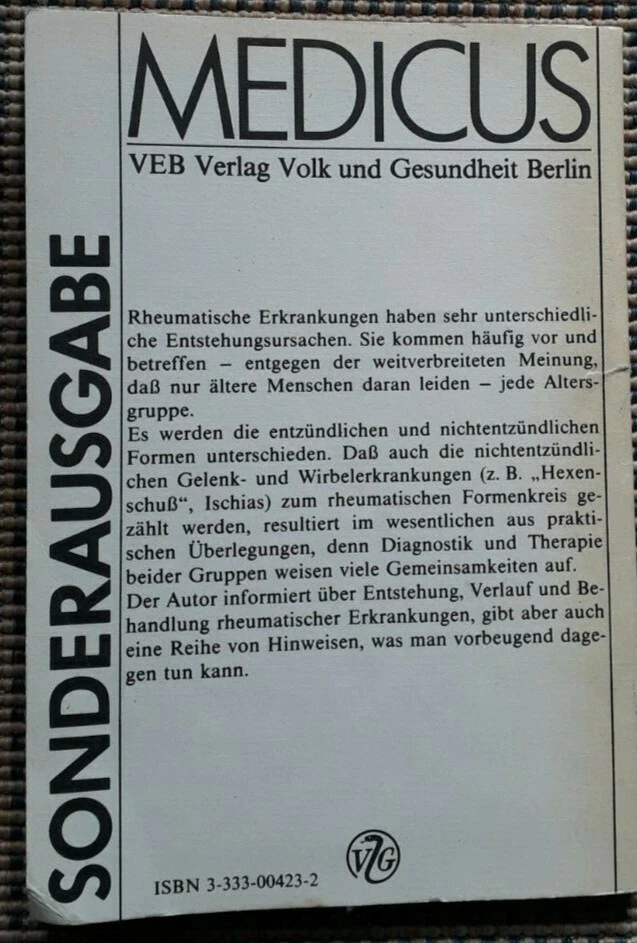 MEDICUS
VEB Verlag Volk und Gesundheit Berlin
SONDERAUSGABE
Rheumatische Erkrankungen haben sehr unterschiedli-
che Entstehungsursachen. Sie kommen häufig vor und
betreffen – entgegen der weitverbreiteten Meinung,
daß nur ältere Menschen daran leiden – jede Alters-
gruppe.
Es werden die entzündlichen und nichtentzündlichen
Formen unterschieden. Daß auch die nichtentzündli-
chen Gelenk- und Wirbelerkrankungen (z. B. „Hexen-
schuß“, Ischias) zum rheumatischen Formenkreis ge-
zählt werden, resultiert im wesentlichen aus prakti-
schen Überlegungen, denn Diagnostik und Therapie
beider Gruppen weisen viele Gemeinsamkeiten auf.
Der Autor informiert über Entstehung, Verlauf und Be-
handlung rheumatischer Erkrankungen, gibt aber auch
eine Reihe von Hinweisen, was man vorbeugend dage-
gen tun kann.
ISBN 3-333-00423-2
VG